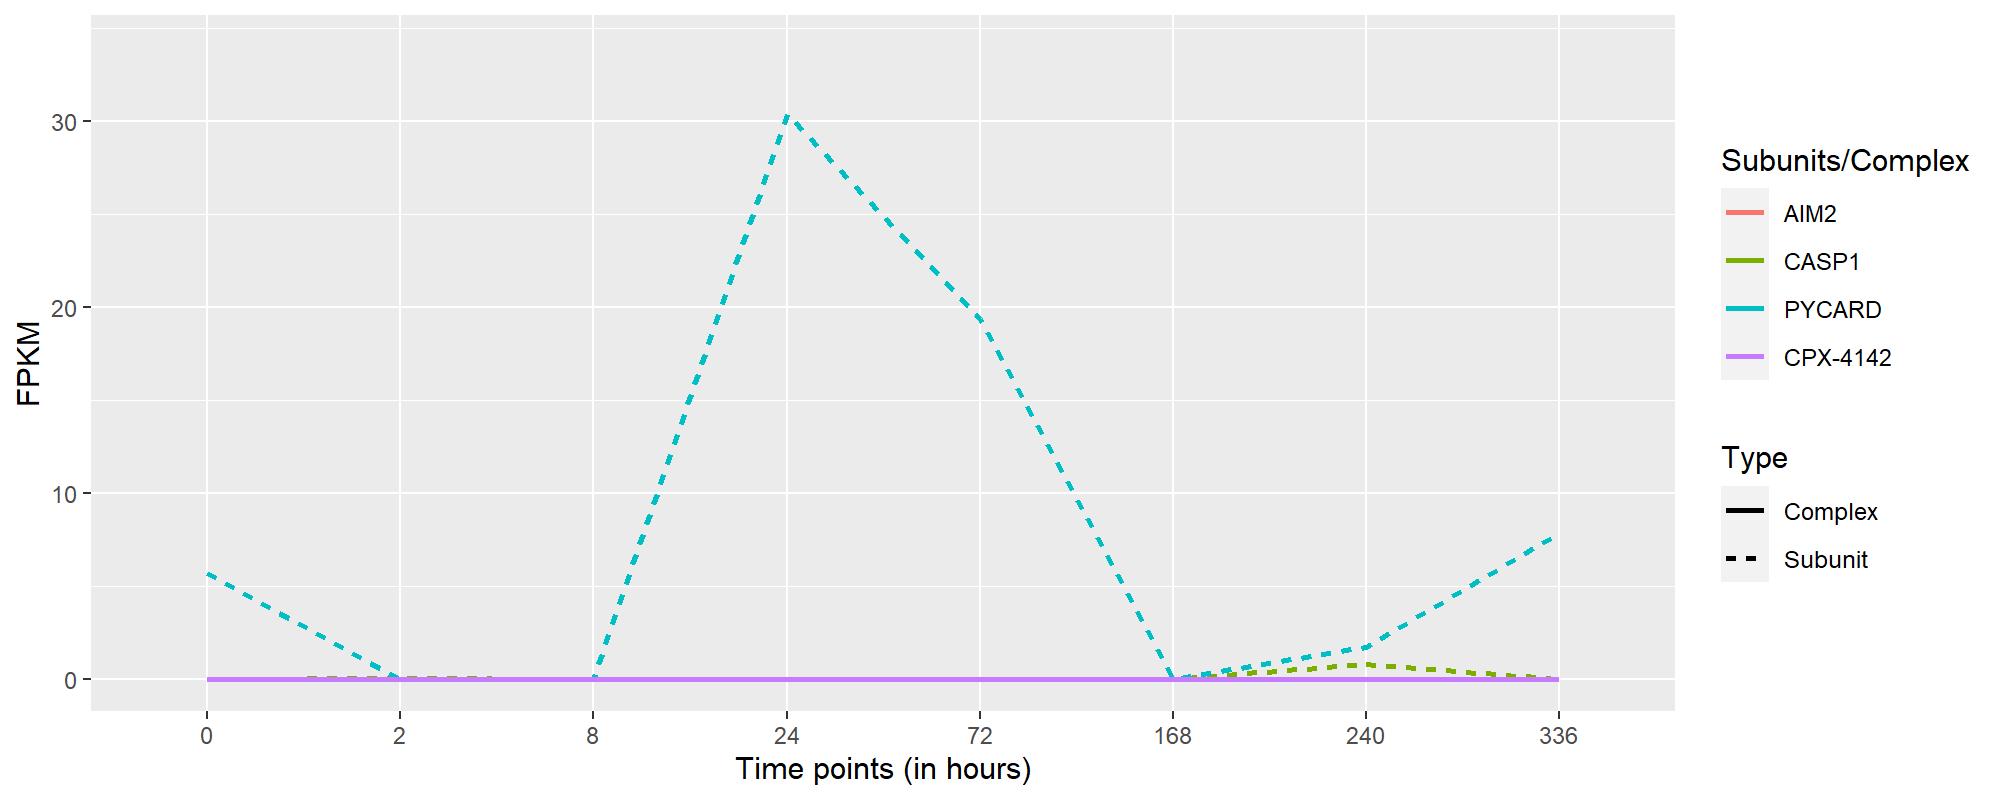 FPKM
30
20
10
0
0 2 8 24 72 168 240 336
Time points (in hours)
Subunits/Complex
AIM2
CASP1
PYCARD
CPX-4142
Type
Complex
Subunit